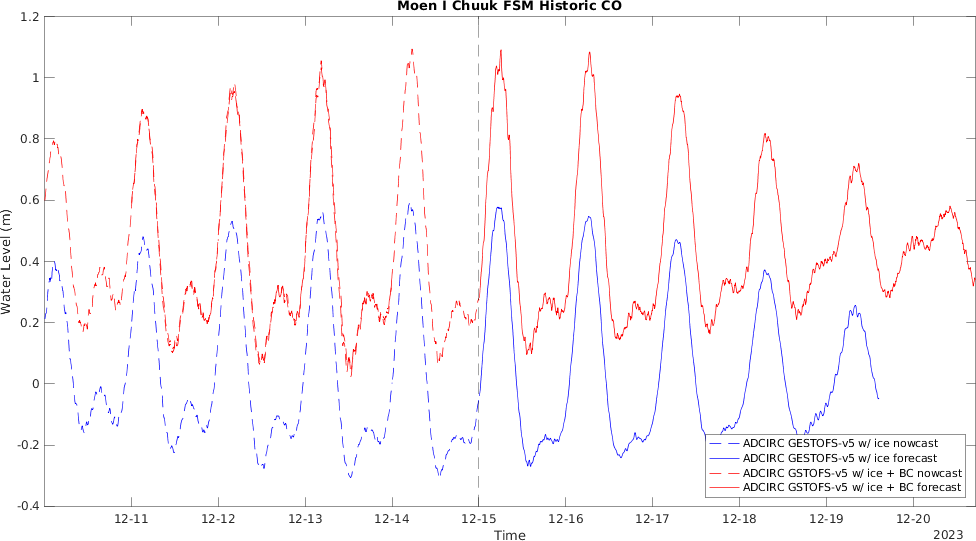 Moen I Chuuk FSM Historic CO
1.2
1
0.8
0.6
0.4
0.2
0
-0.2
-0.4
Water Level (m)
ADCIRC GESTOFS-v5 w/ ice nowcast
ADCIRC GESTOFS-v5 w/ ice forecast
ADCIRC GSTOFS-v5 w/ ice + BC nowcast
ADCIRC GSTOFS-v5 w/ ice + BC forecast
12-11 12-12 12-13 12-14 12-15 12-16 12-17 12-18 12-19 12-20
Time
2023